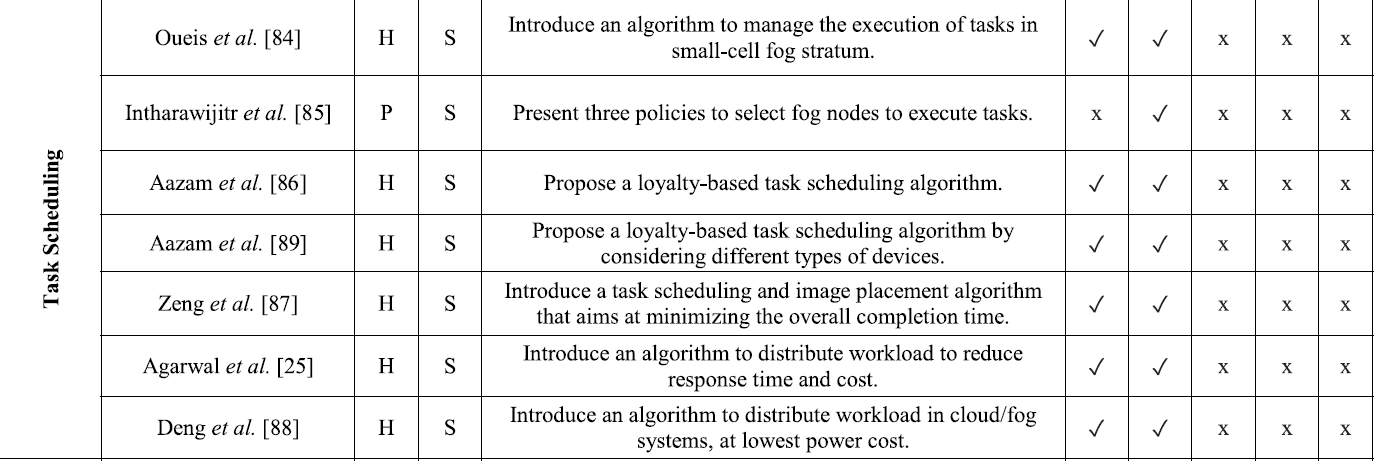 Task Scheduling
Oueis et al. [84] H S Introduce an algorithm to manage the execution of tasks in small-cell fog stratum. ✓ ✓ x x x
Intharawijitr et al. [85] P S Present three policies to select fog nodes to execute tasks. x ✓ x x x
Aazam et al. [86] H S Propose a loyalty-based task scheduling algorithm. ✓ ✓ x x x
Aazam et al. [89] H S Propose a loyalty-based task scheduling algorithm by considering different types of devices. ✓ ✓ x x x
Zeng et al. [87] H S Introduce a task scheduling and image placement algorithm that aims at minimizing the overall completion time. ✓ ✓ x x x
Agarwal et al. [25] H S Introduce an algorithm to distribute workload to reduce response time and cost. ✓ ✓ x x x
Deng et al. [88] H S Introduce an algorithm to distribute workload in cloud/fog systems, at lowest power cost. ✓ ✓ x x x